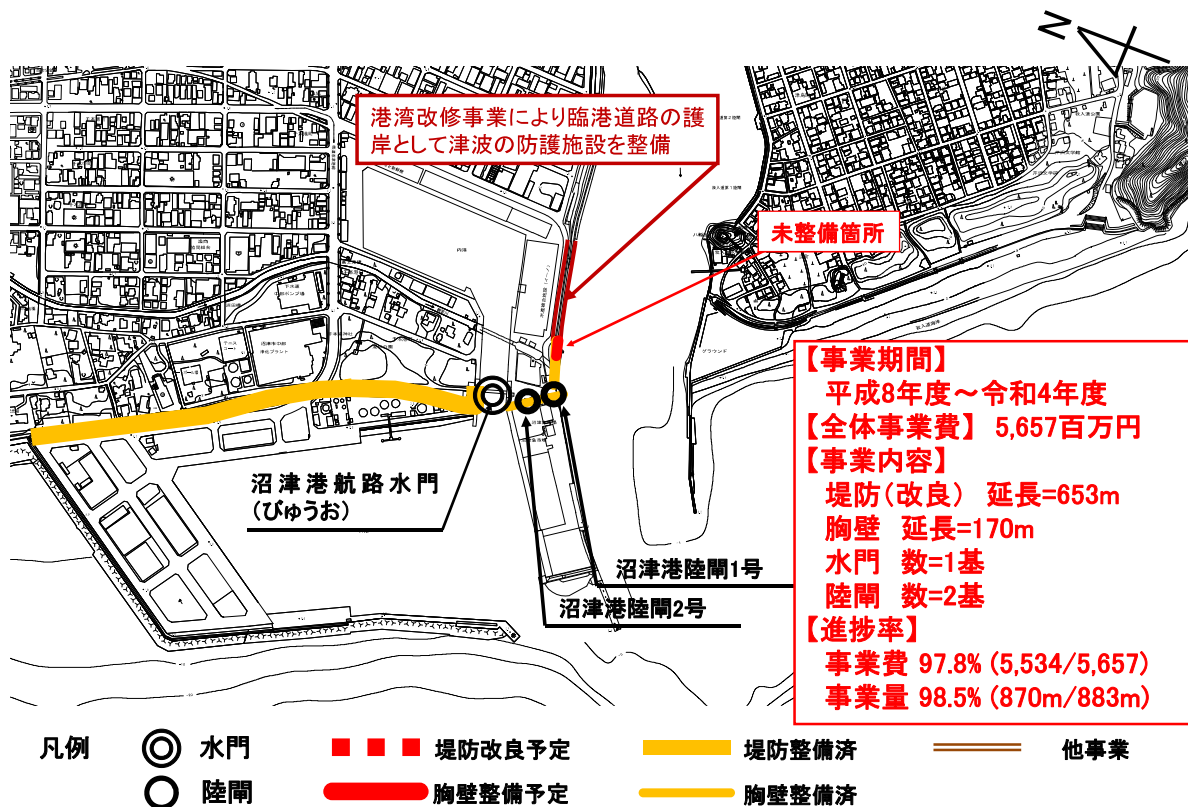 N
港湾改修事業により臨港道路の護
岸として津波の防護施設を整備
未整備箇所
内港
グラウンド
【事業期間】
平成8年度～令和4年度
【全体事業費】 5,657百万円
【事業内容】
堤防(改良) 延長=653m
胸壁 延長=170m
水門 数=1基
陸閘 数=2基
【進捗率】
事業費 97.8% (5,534/5,657)
事業量 98.5% (870m/883m)
沼津港航路水門
(びゅうお)
沼津港陸閘1号
沼津港陸閘2号
凡例
水門
堤防改良予定
堤防整備済
他事業
陸閘
胸壁整備予定
胸壁整備済